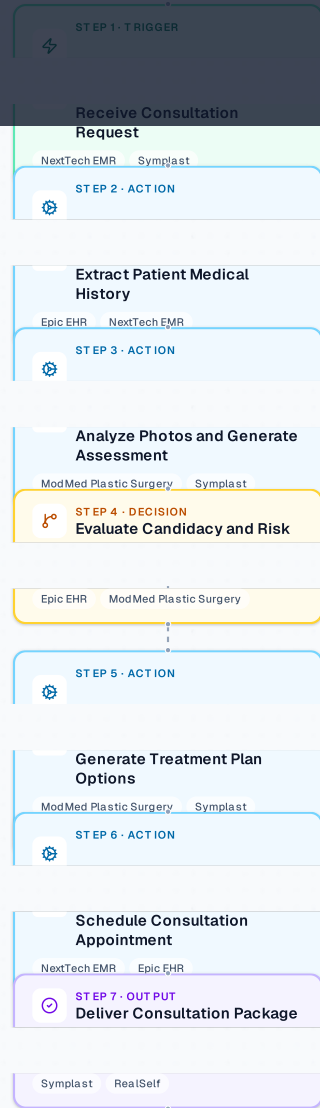 STEP 1 · TRIGGER
Receive Consultation
Request
NextTech EMR Symplast
STEP 2 · ACTION
Extract Patient Medical
History
Epic EHR NextTech EMR
STEP 3 · ACTION
Analyze Photos and Generate
Assessment
ModMed Plastic Surgery Symplast
STEP 4 · DECISION
Evaluate Candidacy and Risk
Epic EHR ModMed Plastic Surgery
STEP 5 · ACTION
Generate Treatment Plan
Options
ModMed Plastic Surgery Symplast
STEP 6 · ACTION
Schedule Consultation
Appointment
NextTech EMR Epic EHR
STEP 7 · OUTPUT
Deliver Consultation Package
Symplast RealSelf